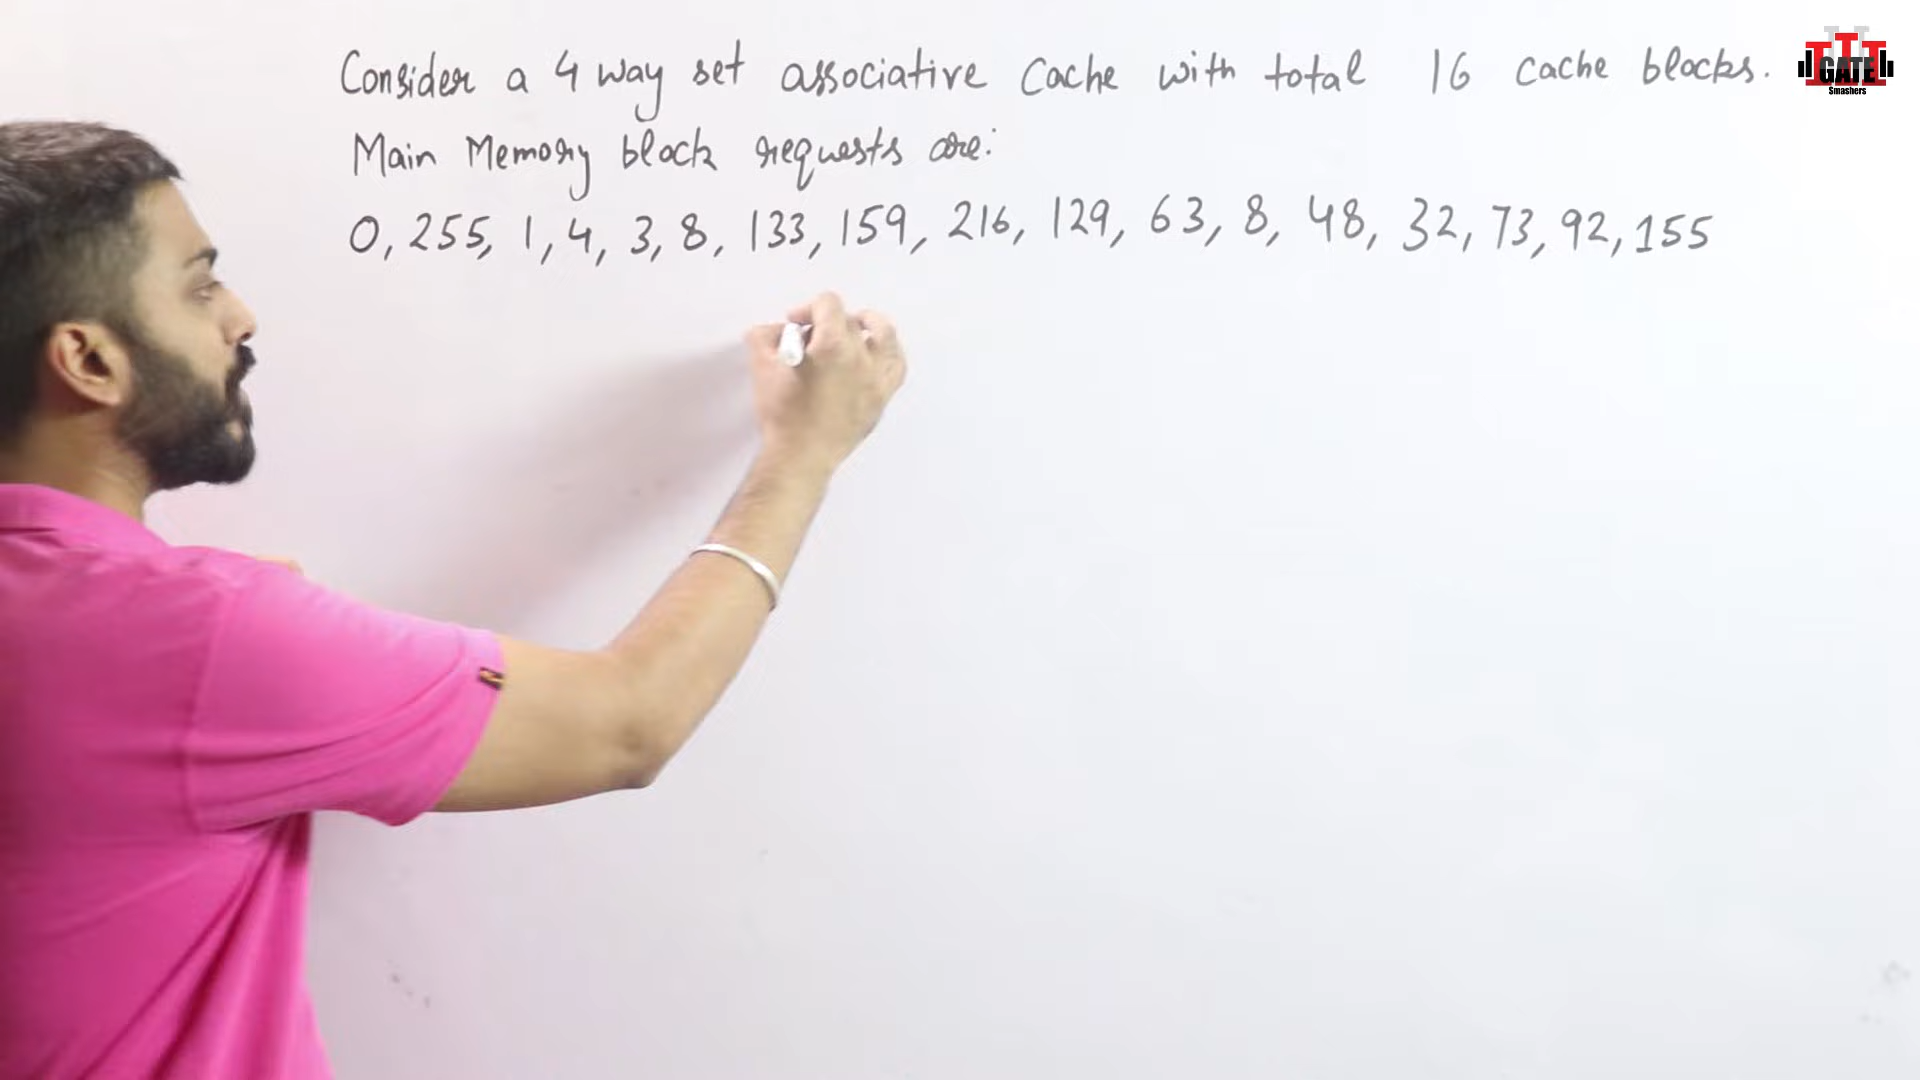 Consider a 4 way set associative Cache with total 16 cache blocks.
Main Memory block requests are:
0, 255, 1, 4, 3, 8, 133, 159, 216, 129, 63, 8, 48, 32, 73, 92, 155
GATE
Smashers